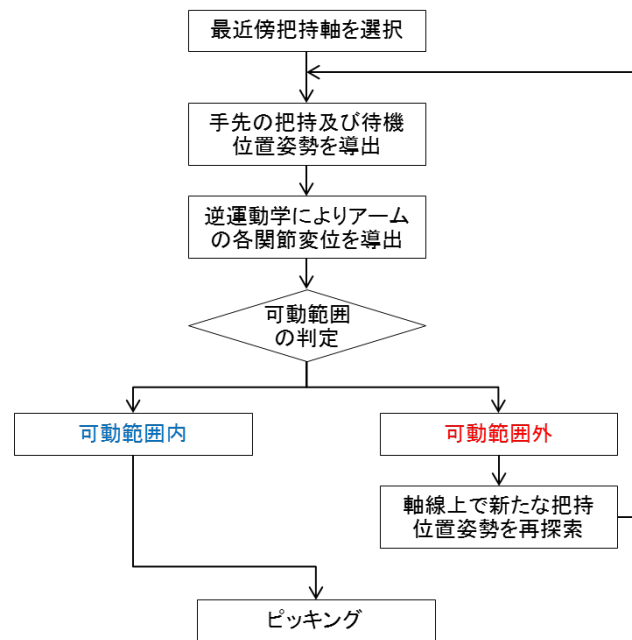 最近傍把持軸を選択
手先の把持及び待機
位置姿勢を導出
逆運動学によりアーム
の各関節変位を導出
可動範囲
の判定
可動範囲内
可動範囲外
軸線上で新たな把持
位置姿勢を再探索
ピッキング